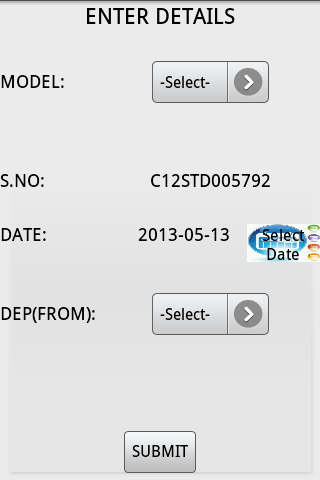 ENTER DETAILS
MODEL: -Select-
S.NO: C12STD005792
DATE: 2013-05-13 Select Date
DEP(FROM): -Select-
SUBMIT